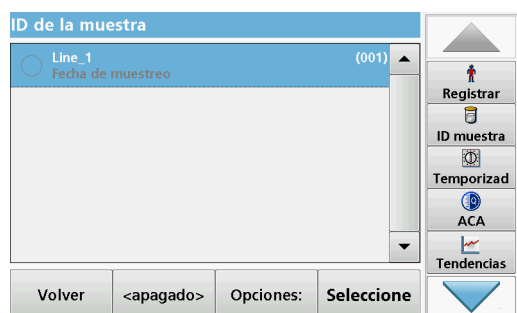 ID de la muestra
Line_1 (001)
Fecha de muestreo
Registrar
ID muestra
Temporizad
ACA
Tendencias
Volver
<apagado>
Opciones:
Seleccione